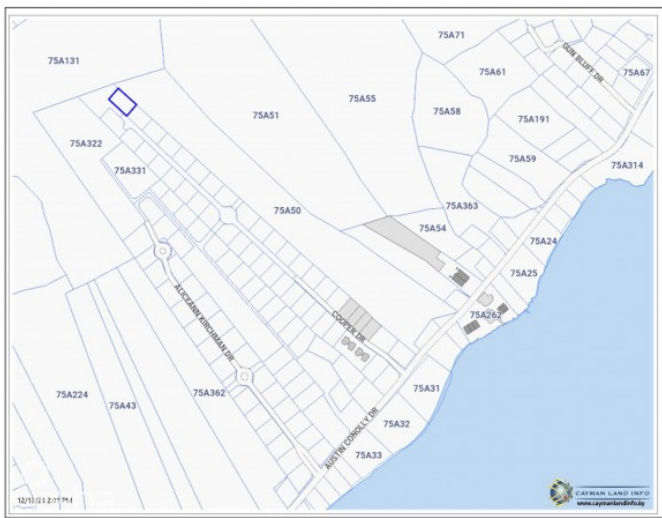 75A71
GUN BLUFF DR
75A131
75A61
75A67
75A55
75A51
75A58
75A191
75A322
75A59
75A314
75A331
75A50
75A363
75A54
75A24
75A25
ALICEANN KIRCHMAN DR
COOPER DR
75A262
75A31
75A224
75A43
75A362
AUSTIN CONOLLY DR
75A32
75A33
CAYMAN LAND INFO
www.caymanlandinfo.ky